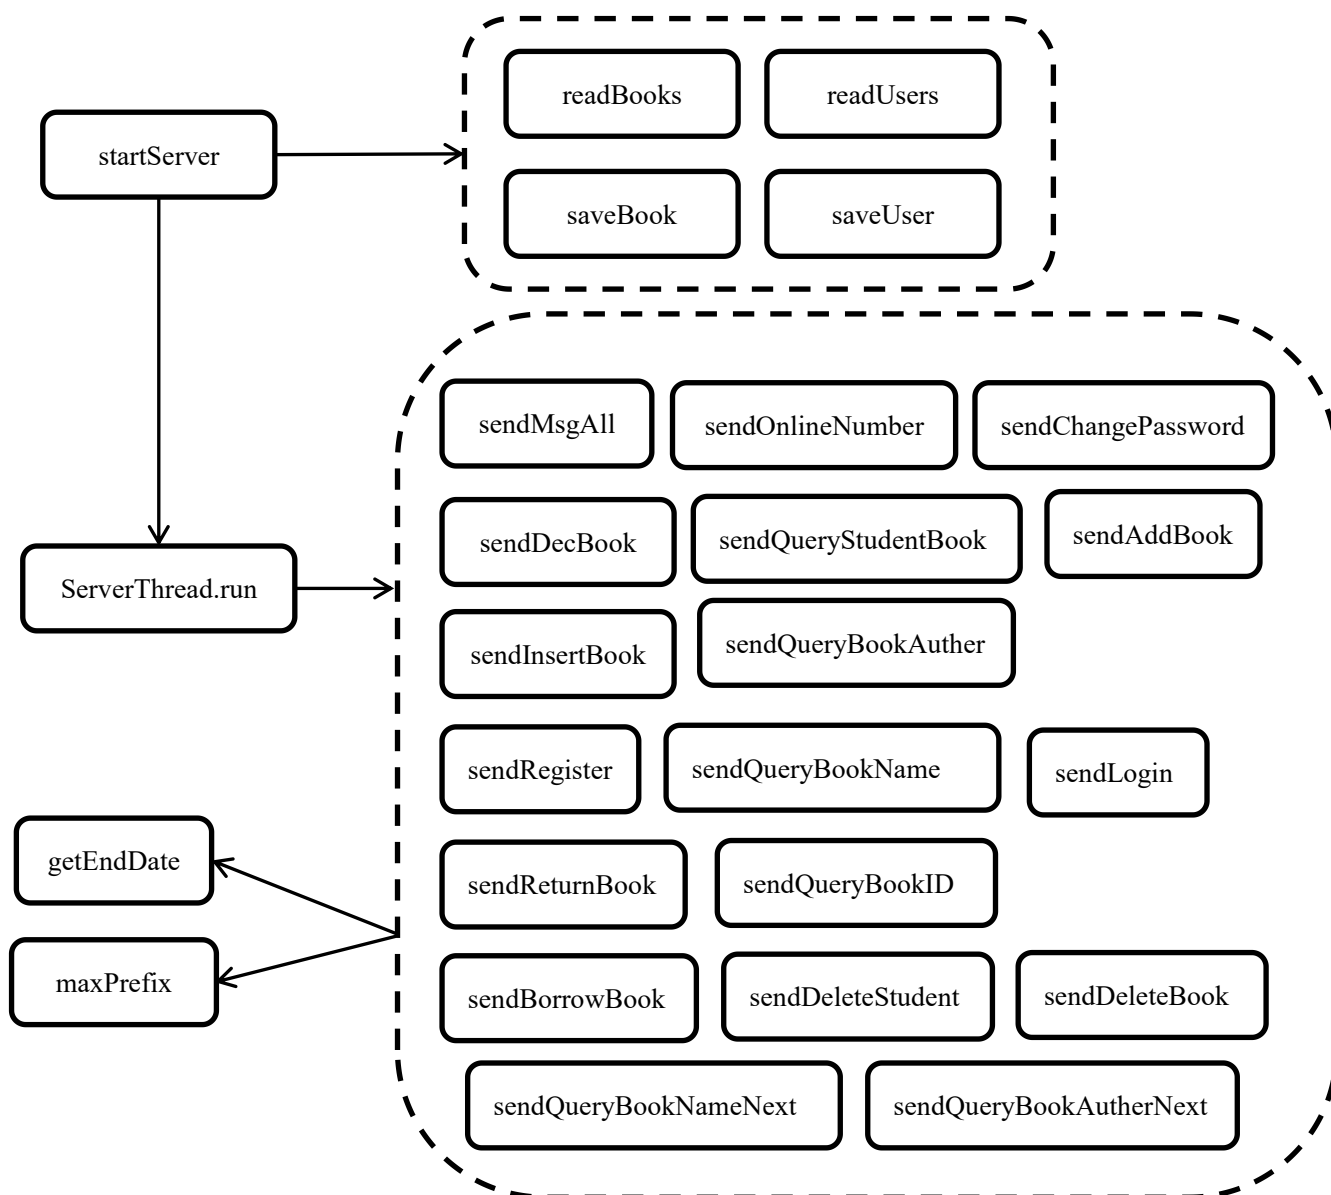 readBooks
readUsers
startServer
saveBook
saveUser
sendMsgAll
sendOnlineNumber
sendChangePassword
sendDecBook
sendQueryStudentBook
sendAddBook
ServerThread.run
sendInsertBook
sendQueryBookAuther
sendRegister
sendQueryBookName
sendLogin
getEndDate
sendReturnBook
sendQueryBookID
maxPrefix
sendBorrowBook
sendDeleteStudent
sendDeleteBook
sendQueryBookNameNext
sendQueryBookAutherNext